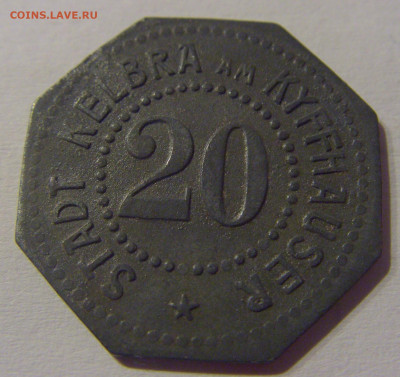 COINS.LAVE.RU
STADT KELBRA AM KYFFHÄUSER
20